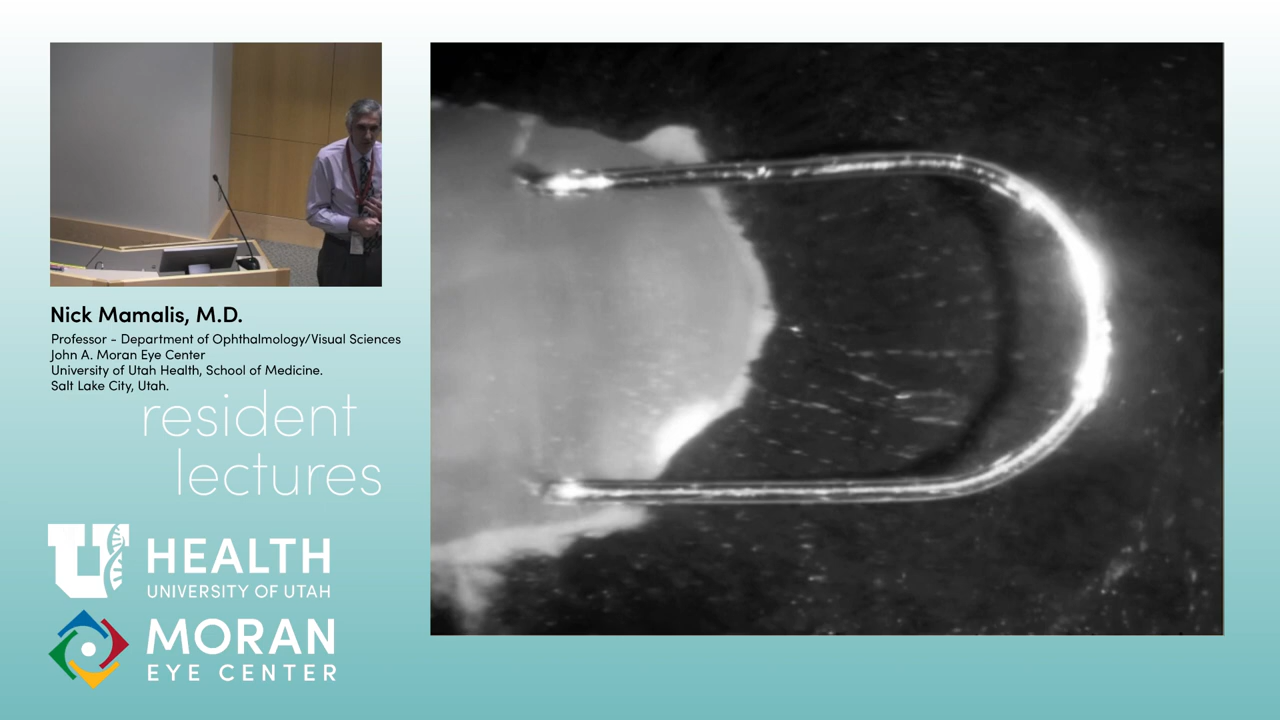 Nick Mamalis, M.D.
Professor - Department of Ophthalmology/Visual Sciences
John A. Moran Eye Center
University of Utah Health, School of Medicine.
Salt Lake City, Utah.
resident
lectures
U HEALTH
UNIVERSITY OF UTAH
MORAN
EYE CENTER